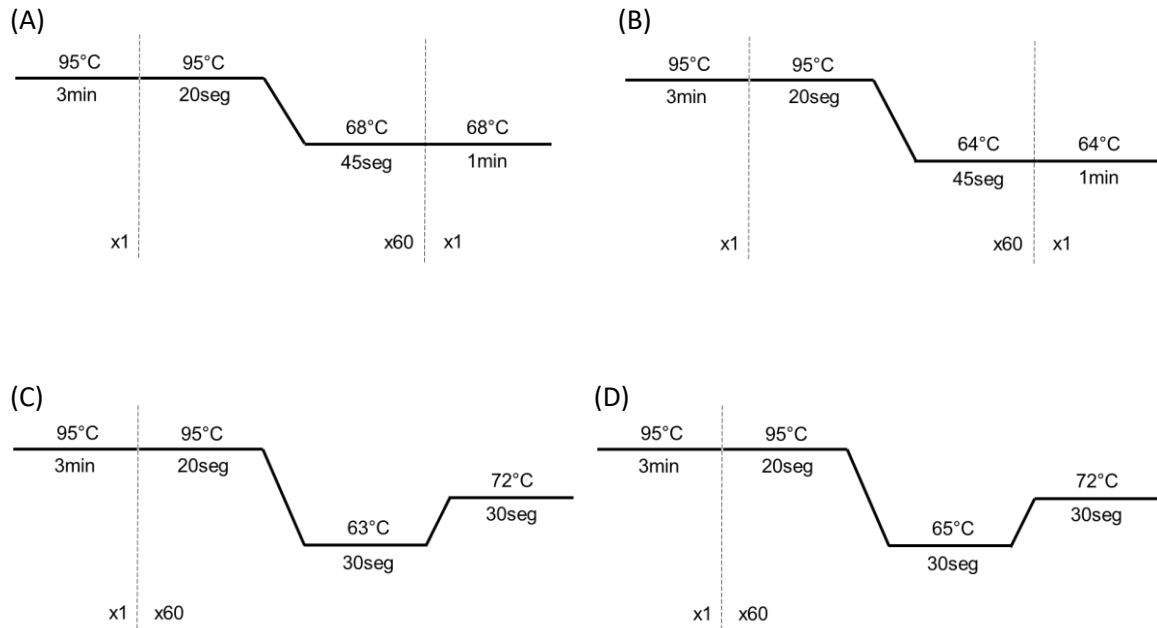 (A)
95°C 95°C
3min 20seg
68°C 68°C
45seg 1min
x1 x60 x1
(B)
95°C 95°C
3min 20seg
64°C 64°C
45seg 1min
x1 x60 x1
(C)
95°C 95°C
3min 20seg
72°C
30seg
63°C
30seg
x1 x60
(D)
95°C 95°C
3min 20seg
72°C
30seg
65°C
30seg
x1 x60